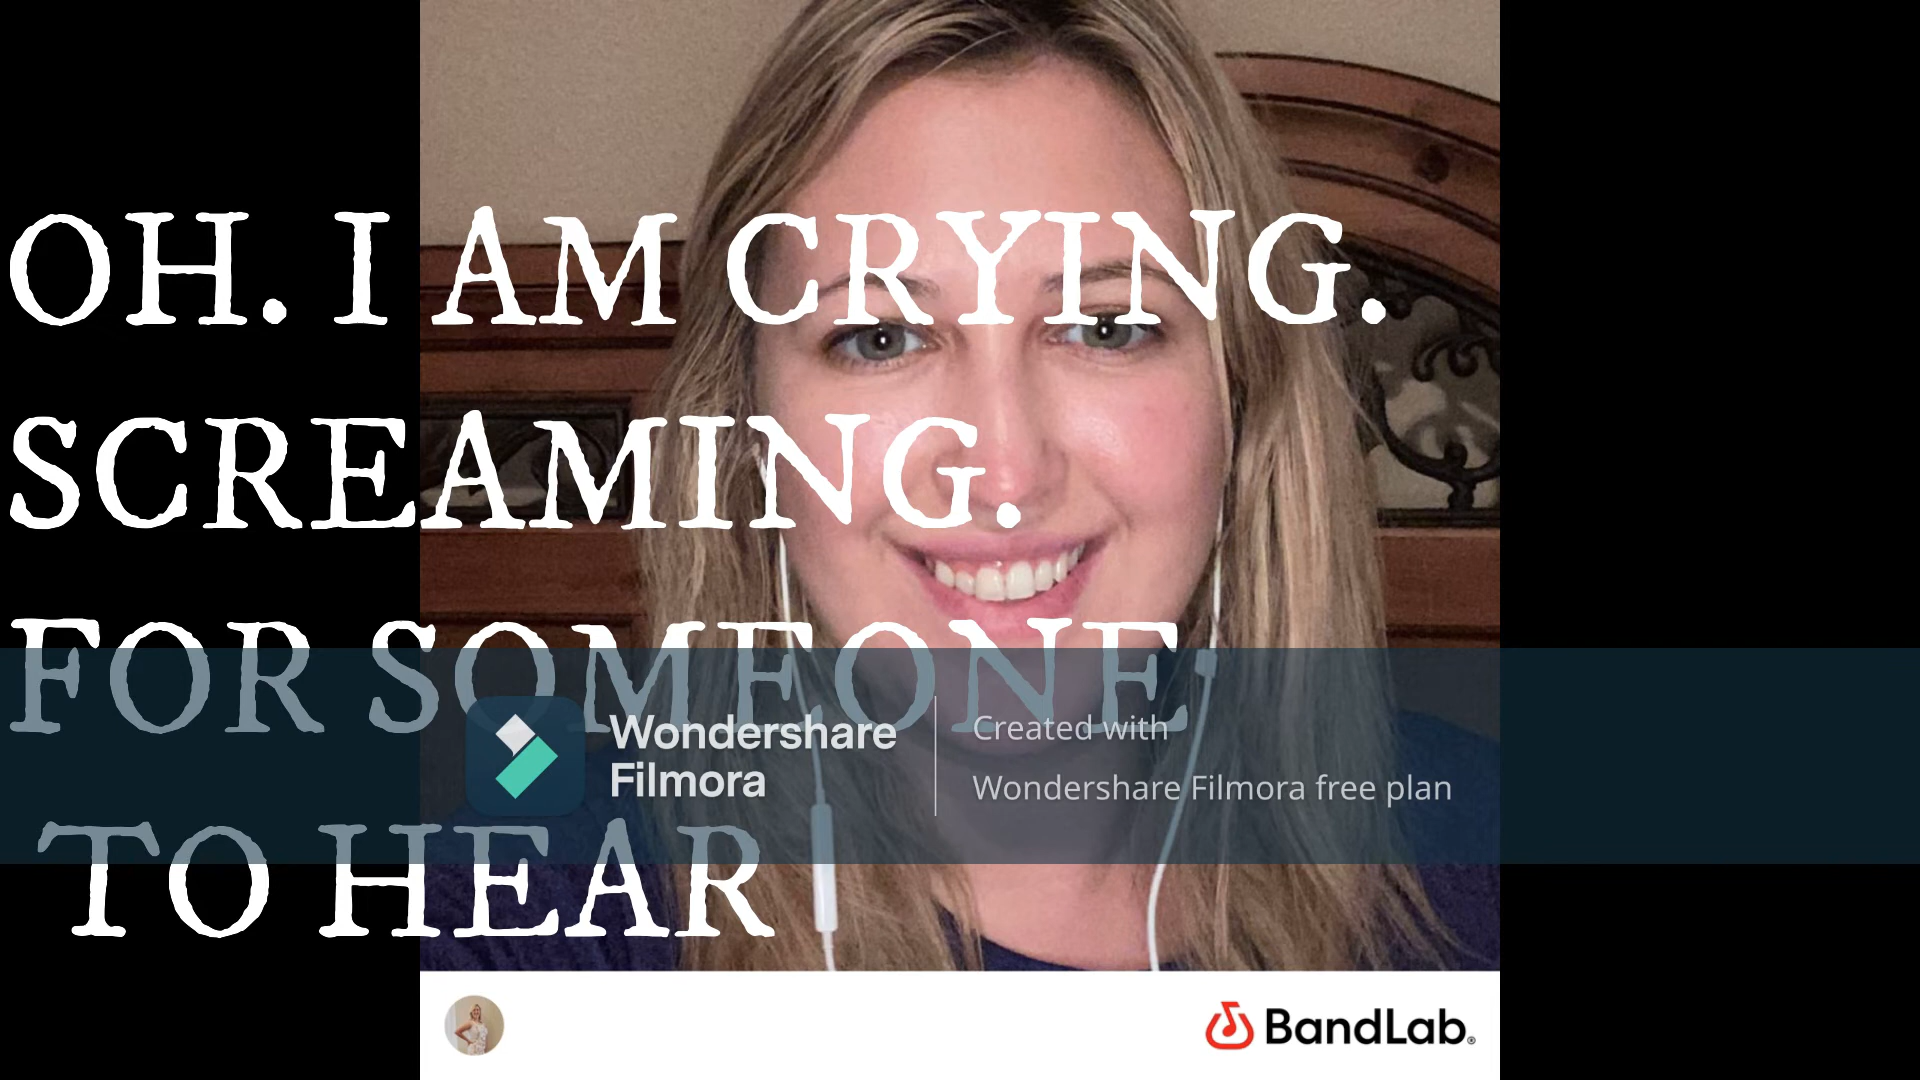 OH. I AM CRYING.
SCREAMING.
FOR SOMEONE
TO HEAR
Wondershare
Filmora
Created with
Wondershare Filmora free plan
BandLab®